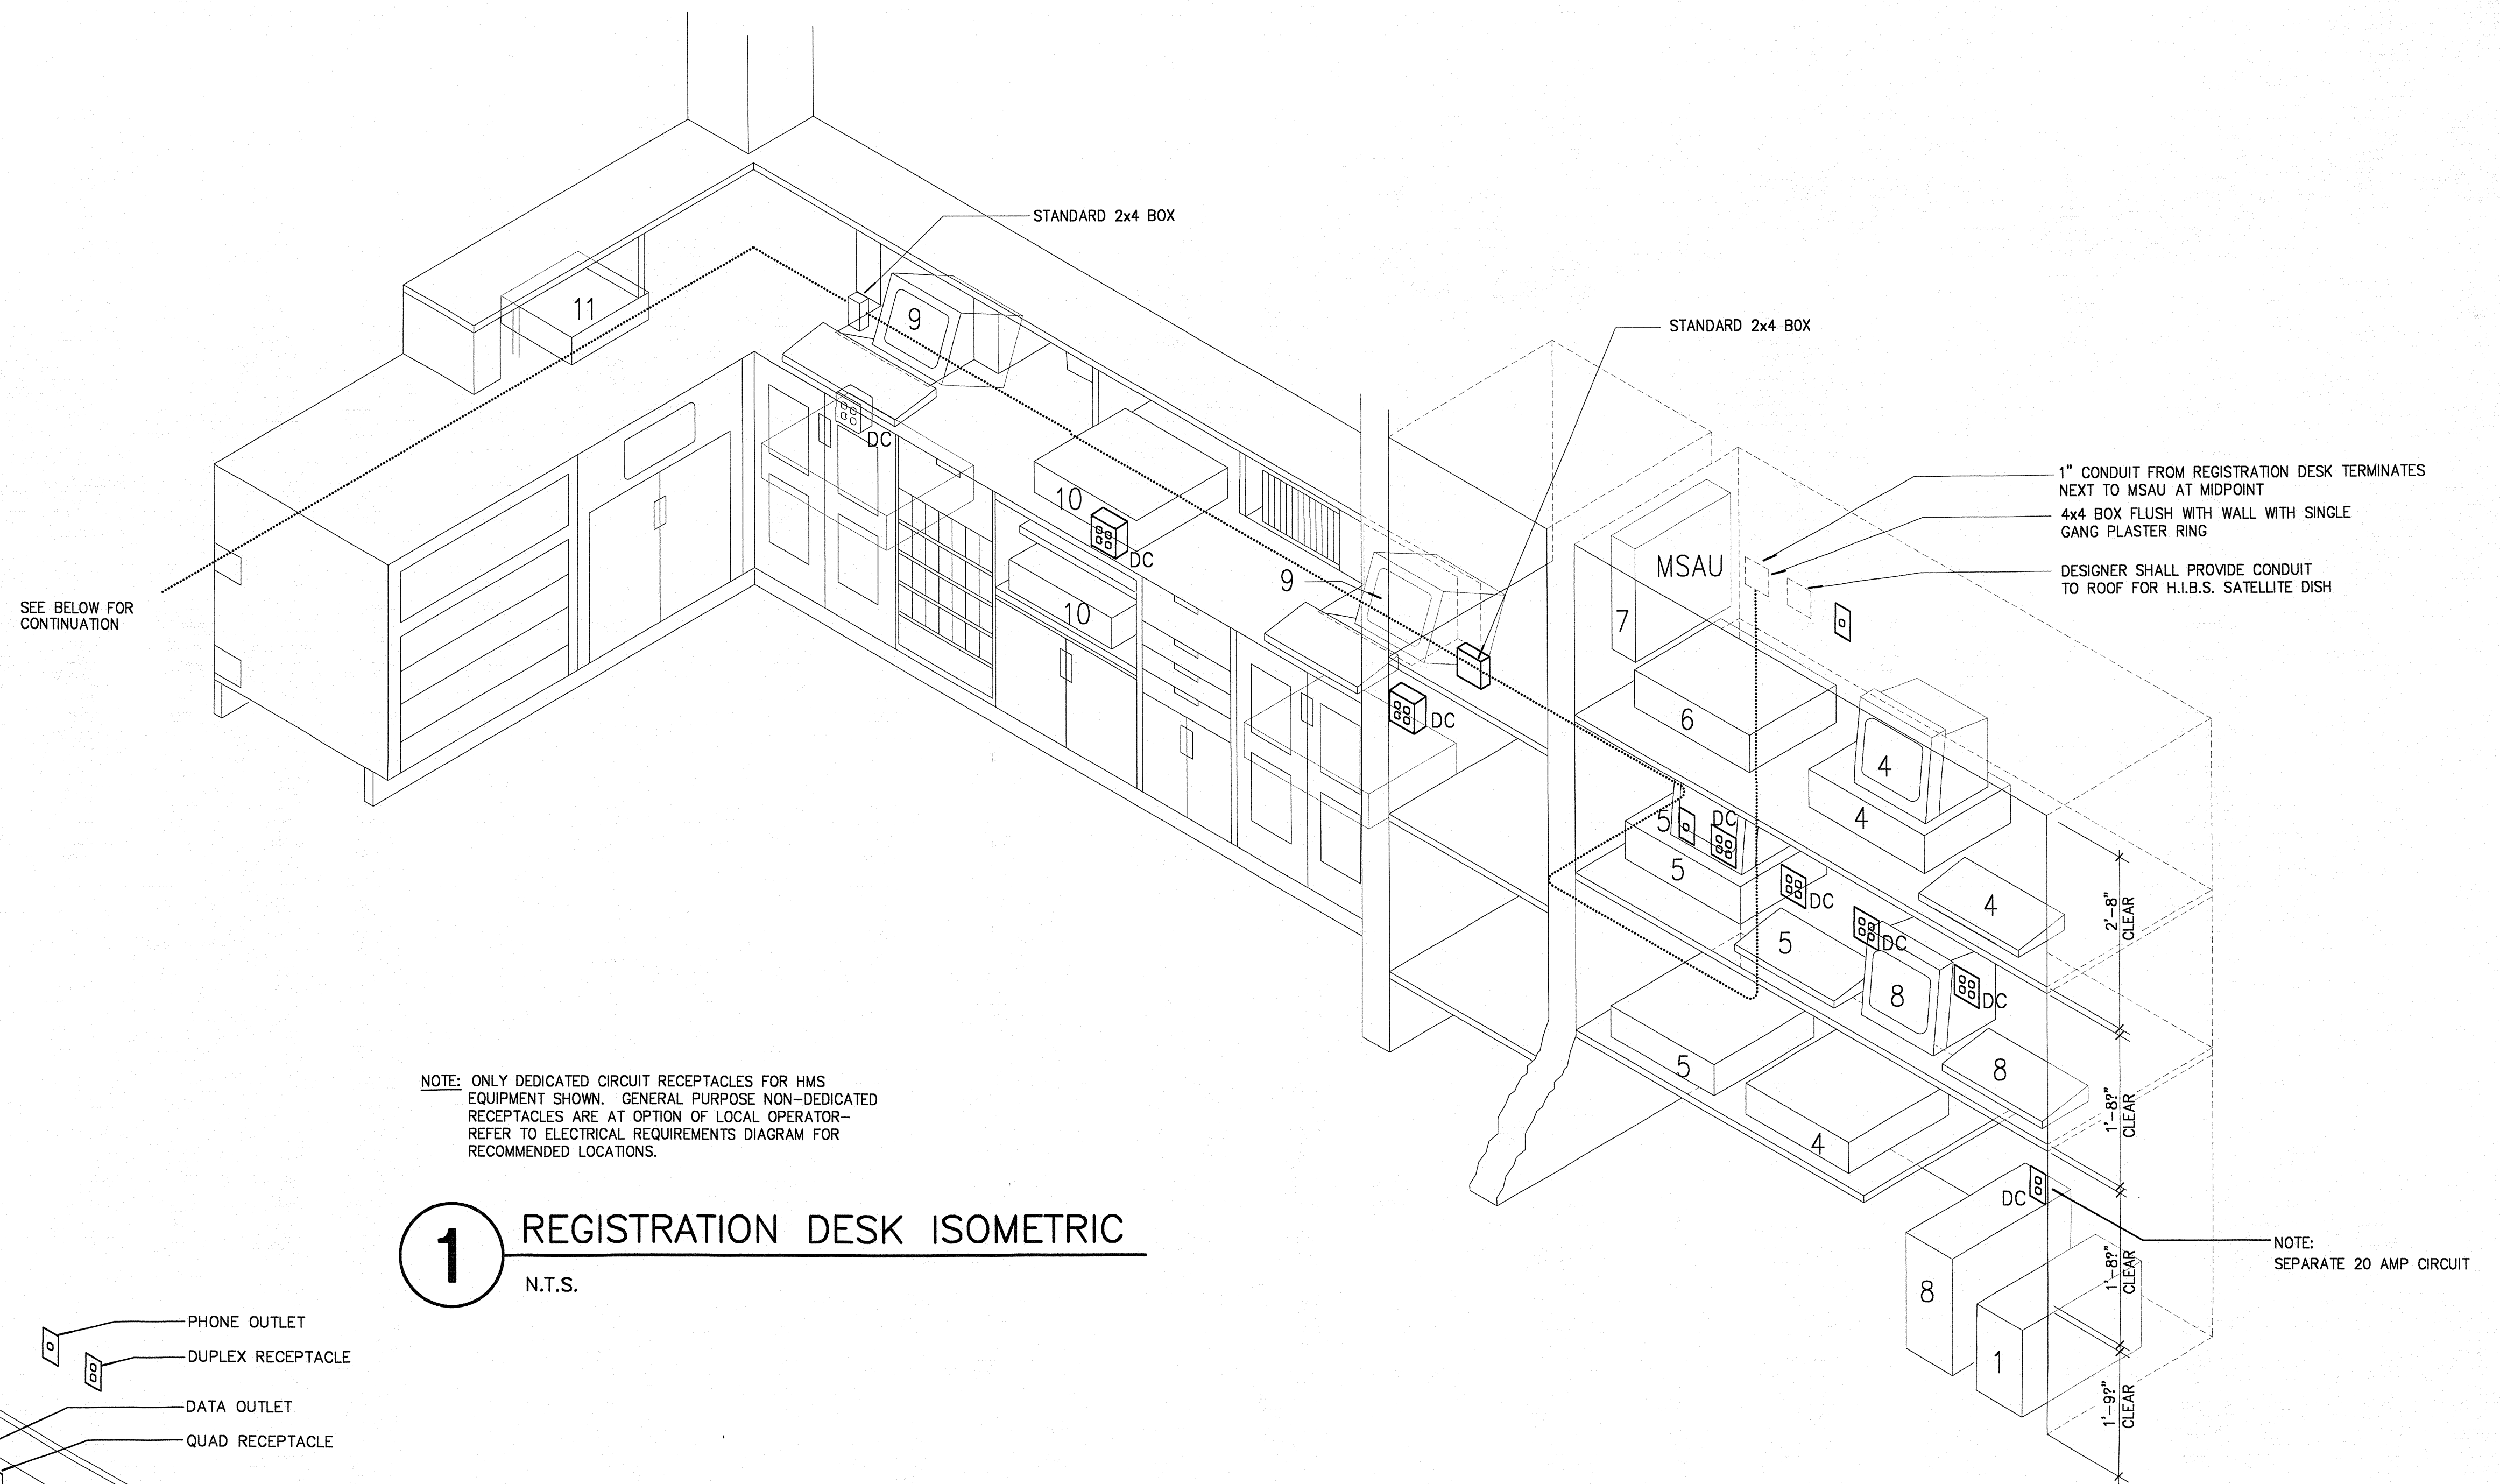 STANDARD 2x4 BOX
11
9
STANDARD 2x4 BOX
DC
10
DC
10
9
DC
1" CONDUIT FROM REGISTRATION DESK TERMINATES
NEXT TO MSAU AT MIDPOINT
4x4 BOX FLUSH WITH WALL WITH SINGLE
GANG PLASTER RING
DESIGNER SHALL PROVIDE CONDUIT
TO ROOF FOR H.I.B.S. SATELLITE DISH
MSAU
7
6
4
4
4
SEE BELOW FOR
CONTINUATION
5
DC
5
DC
5
DC
8
DC
8
5
4
2'-8"
CLEAR
1'-8?"
CLEAR
DC
8
1
1'-8?"
CLEAR
1'-9?"
CLEAR
NOTE:
SEPARATE 20 AMP CIRCUIT
NOTE: ONLY DEDICATED CIRCUIT RECEPTACLES FOR HMS
EQUIPMENT SHOWN. GENERAL PURPOSE NON-DEDICATED
RECEPTACLES ARE AT OPTION OF LOCAL OPERATOR-
REFER TO ELECTRICAL REQUIREMENTS DIAGRAM FOR
RECOMMENDED LOCATIONS.
1
REGISTRATION DESK ISOMETRIC
N.T.S.
PHONE OUTLET
DUPLEX RECEPTACLE
DATA OUTLET
QUAD RECEPTACLE